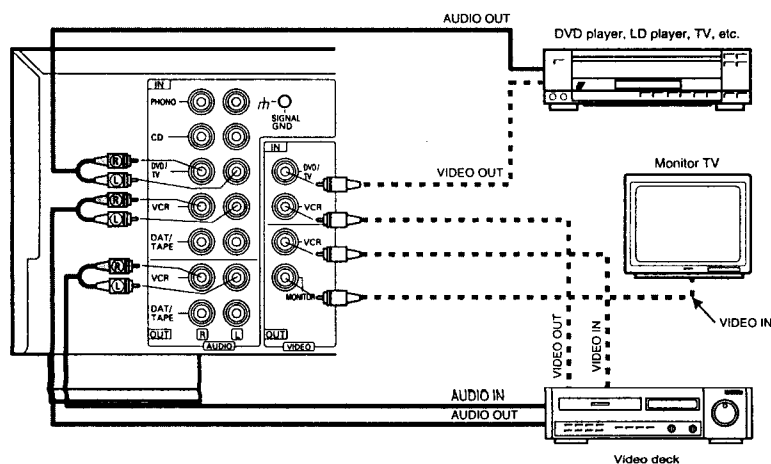 AUDIO OUT
DVD player, LD player, TV, etc.
IN
PHONO
SIGNAL
GND
CD
IN
DVD/
TV
DVD/
TV
VIDEO OUT
Monitor TV
R
L
R
L
VCR
VCR
DAT/
TAPE
VCR
R
L
VCR
MONITOR
DAT/
TAPE
OUT
R
L
OUT
AUDIO
VIDEO
VIDEO OUT
VIDEO IN
VIDEO IN
AUDIO IN
AUDIO OUT
Video deck